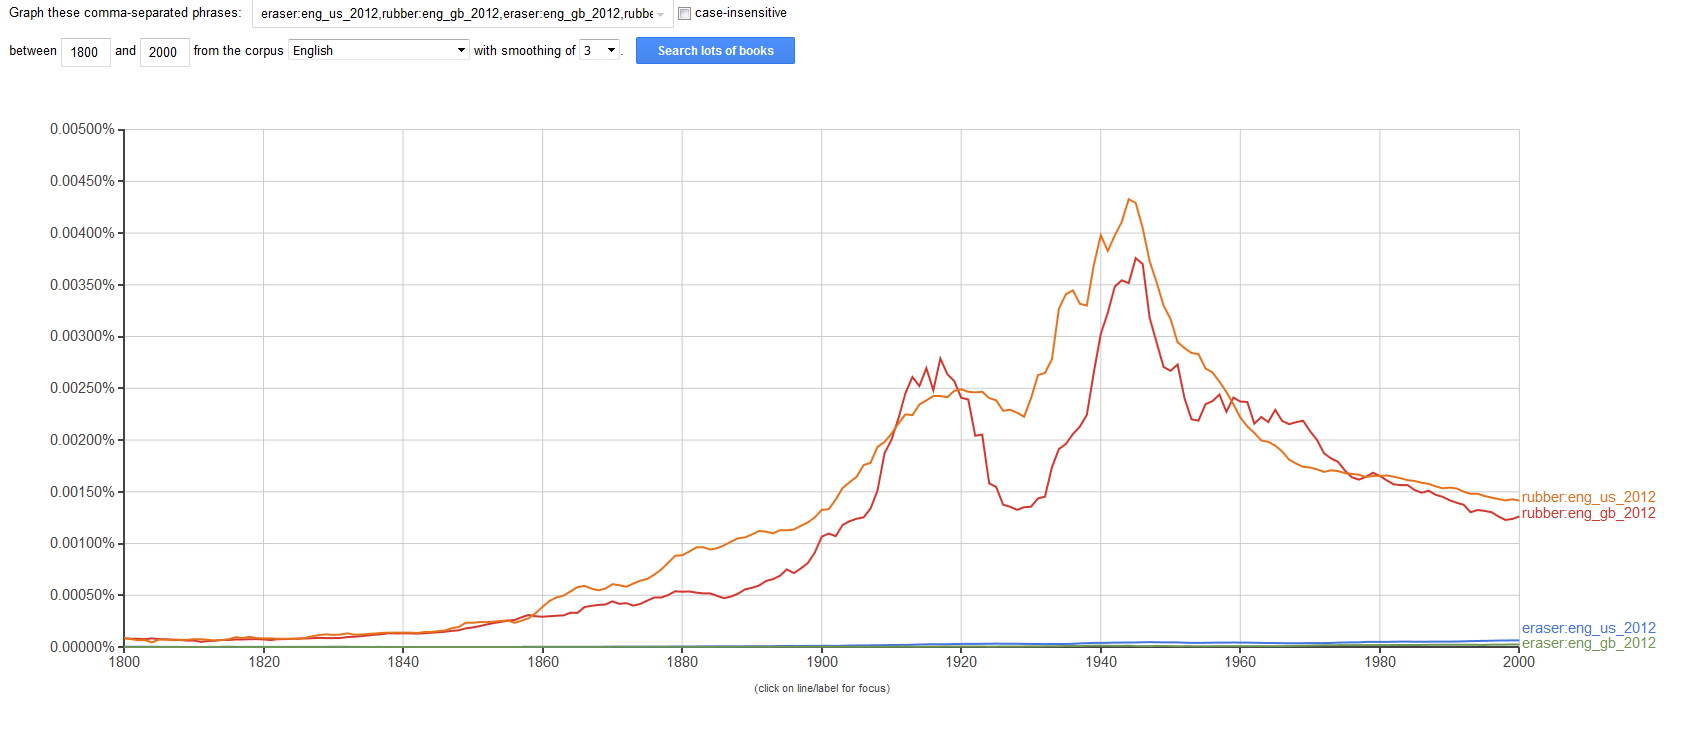 Graph these comma-separated phrases: eraser:eng_us_2012,rubber:eng_gb_2012,eraser:eng_gb_2012,rubbe case-insensitive
between 1800 and 2000 from the corpus English with smoothing of 3 . Search lots of books
0.00500%
0.00450%
0.00400%
0.00350%
0.00300%
0.00250%
0.00200%
0.00150%
0.00100%
0.00050%
0.00000%
rubber:eng_us_2012
rubber:eng_gb_2012
eraser:eng_us_2012
eraser:eng_gb_2012
1800 1820 1840 1860 1880 1900 1920 1940 1960 1980 2000
(click on line/label for focus)